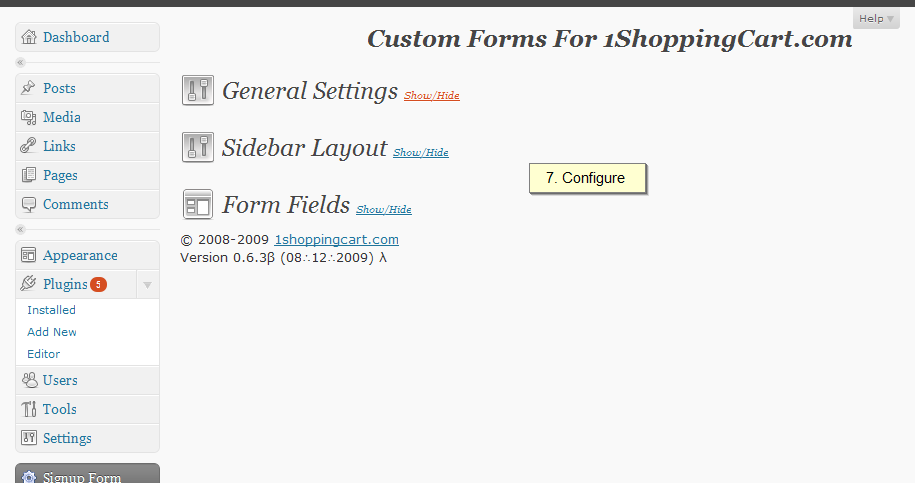 Help
Custom Forms For 1ShoppingCart.com
Dashboard
Posts
Media
Links
Pages
Comments
Appearance
Plugins 5
Installed
Add New
Editor
Users
Tools
Settings
Signup Form
General Settings Show/Hide
Sidebar Layout Show/Hide
7. Configure
Form Fields Show/Hide
© 2008-2009 1shoppingcart.com
Version 0.6.3β (08∴12∴2009) λ